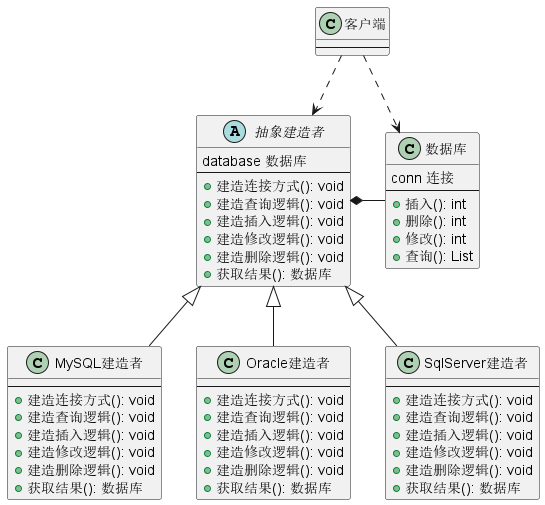 C 客户端
A 抽象建造者
database 数据库
建造连接方式(): void
建造查询逻辑(): void
建造插入逻辑(): void
建造修改逻辑(): void
建造删除逻辑(): void
获取结果(): 数据库
C 数据库
conn 连接
插入(): int
删除(): int
修改(): int
查询(): List
C MySQL建造者
建造连接方式(): void
建造查询逻辑(): void
建造插入逻辑(): void
建造修改逻辑(): void
建造删除逻辑(): void
获取结果(): 数据库
C Oracle建造者
建造连接方式(): void
建造查询逻辑(): void
建造插入逻辑(): void
建造修改逻辑(): void
建造删除逻辑(): void
获取结果(): 数据库
C SqlServer建造者
建造连接方式(): void
建造查询逻辑(): void
建造插入逻辑(): void
建造修改逻辑(): void
建造删除逻辑(): void
获取结果(): 数据库